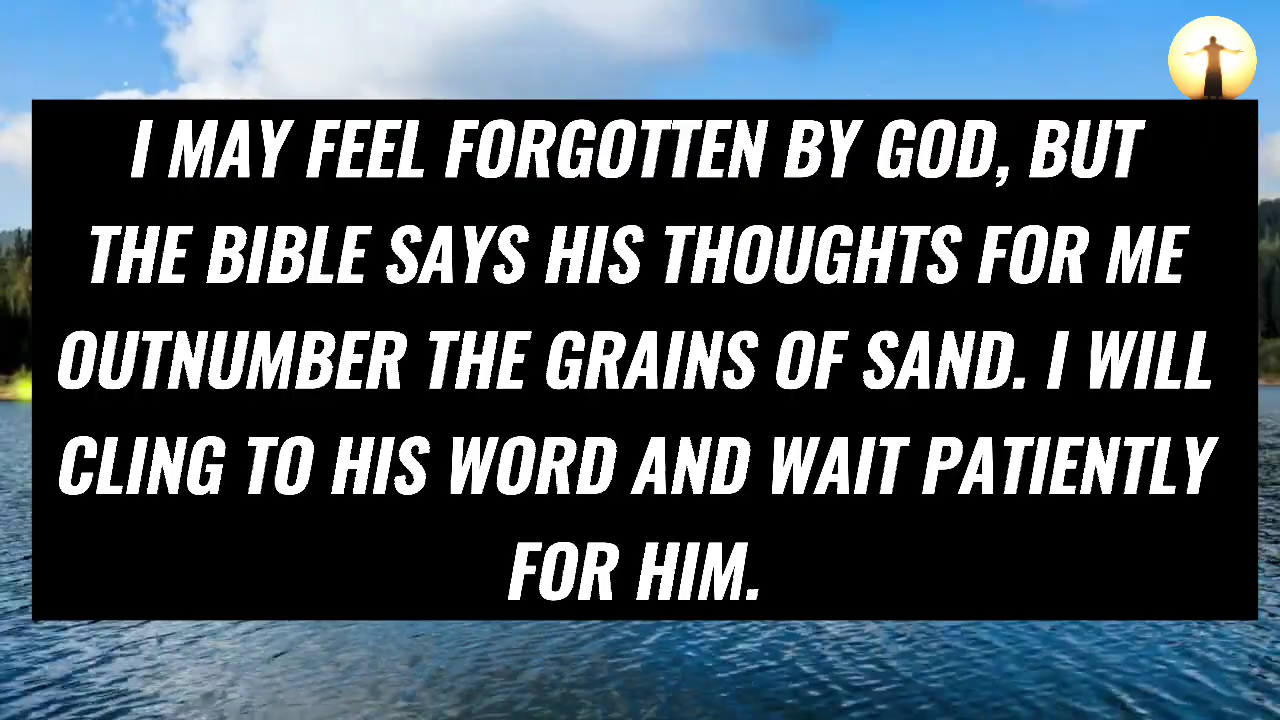 I MAY FEEL FORGOTTEN BY GOD, BUT
THE BIBLE SAYS HIS THOUGHTS FOR ME
OUTNUMBER THE GRAINS OF SAND. I WILL
CLING TO HIS WORD AND WAIT PATIENTLY
FOR HIM.